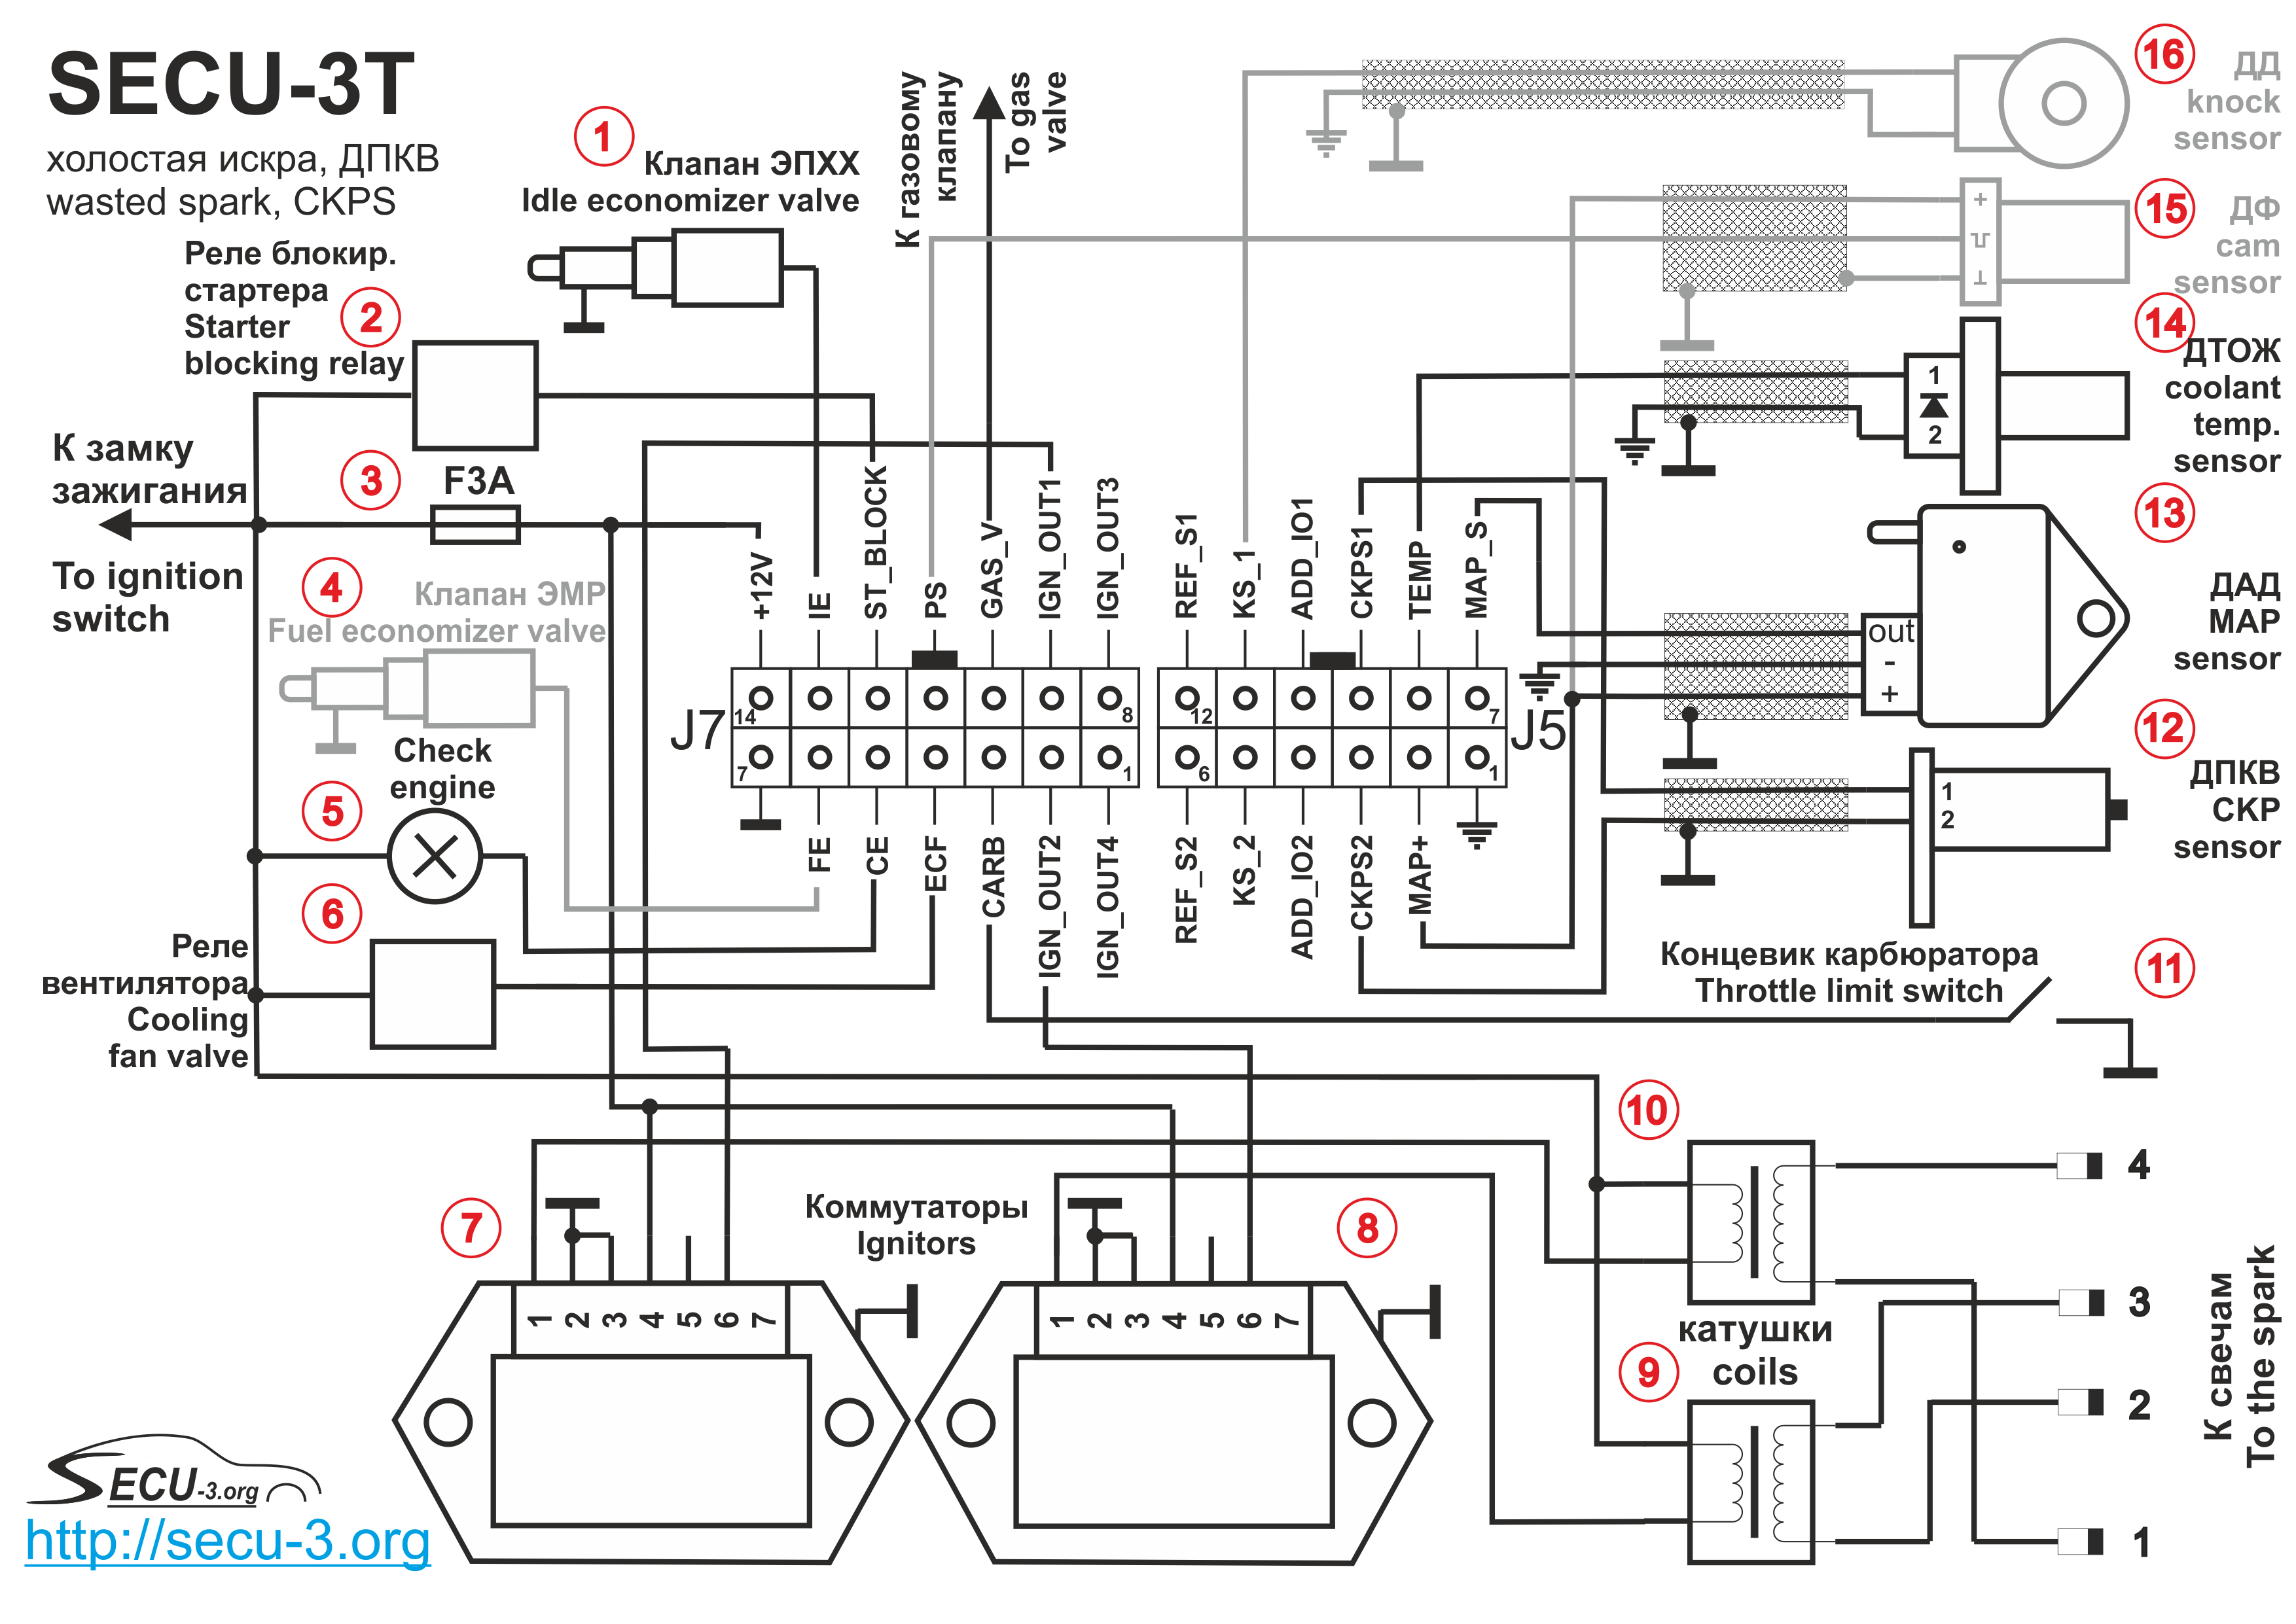 SECU-3T
холостая искра, ДПКВ
wasted spark, CKPS
1
Клапан ЭПХХ
Idle economizer valve
К газовому
клапану
To gas
valve
16
ДД
knock
sensor
15
ДФ
cam
sensor
+
⊥
14
ДТОЖ
coolant
temp.
sensor
1
2
Реле блокир.
стартера
Starter
blocking relay
2
К замку
зажигания
To ignition
switch
3
F3A
4
Клапан ЭМР
Fuel economizer valve
13
ДАД
MAP
sensor
out
-
+
+12V
IE
ST_BLOCK
PS
GAS_V
IGN_OUT1
IGN_OUT3
REF_S1
KS_1
ADD_IO1
CKPS1
TEMP
MAP_S
J7
14
8
7
1
12
7
6
1
J5
FE
CE
ECF
CARB
IGN_OUT2
IGN_OUT4
REF_S2
KS_2
ADD_IO2
CKPS2
MAP+
Check
engine
5
6
Реле
вентилятора
Cooling
fan valve
12
ДПКВ
CKP
sensor
1
2
Концевик карбюратора
Throttle limit switch
11
10
7
Коммутаторы
Ignitors
8
1 2 3 4 5 6 7
1 2 3 4 5 6 7
катушки
coils
9
4
3
2
1
К свечам
To the spark
SECU-3.org
http://secu-3.org